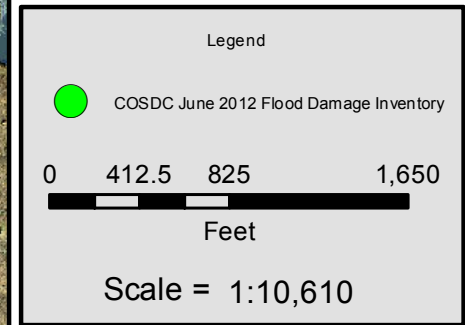 Legend
COSDC June 2012 Flood Damage Inventory
0 412.5 825 1,650
Feet
Scale = 1:10,610